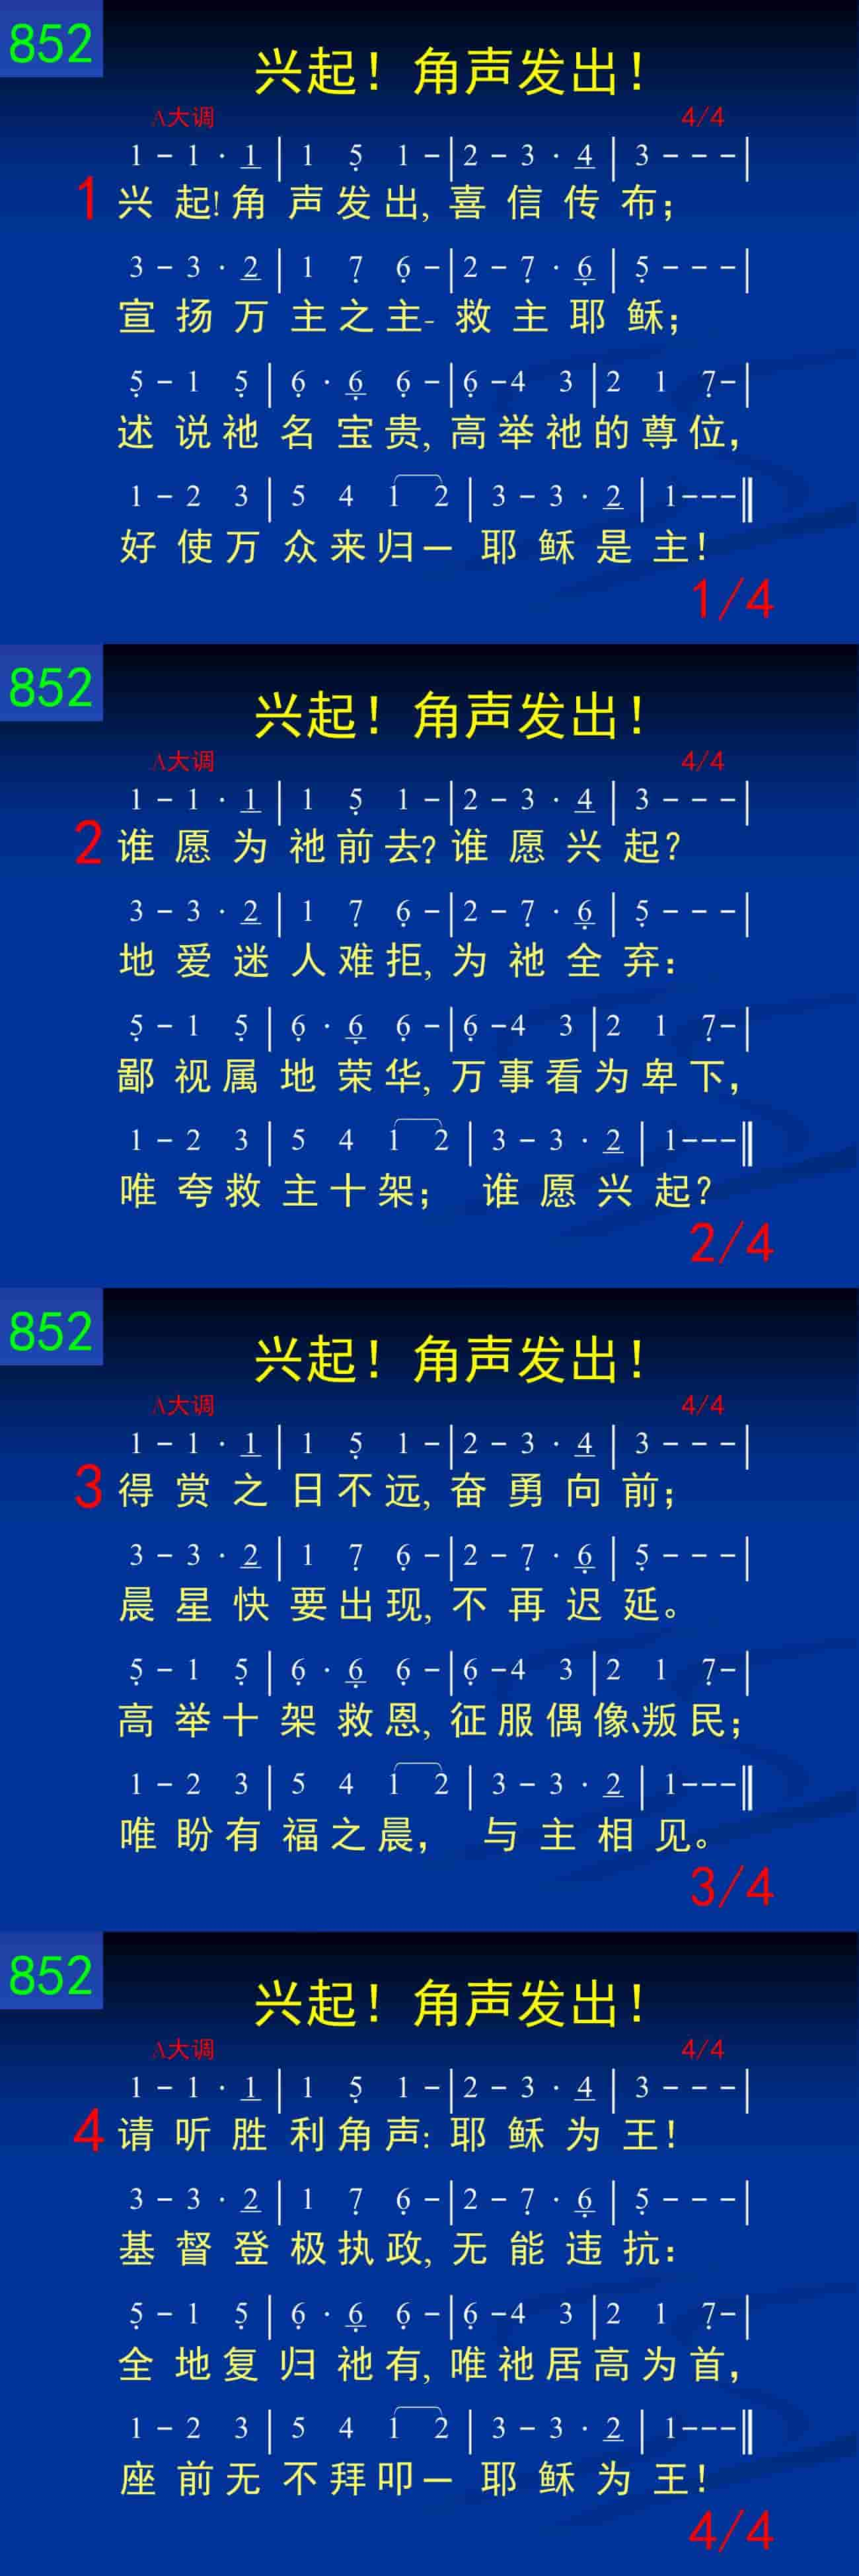 852
兴起！角声发出！
A大调 4/4
1 - 1 · 1 | 1 5 1 - | 2 - 3 · 4 | 3 - - - |
1 兴起!角声发出,喜信传布；
3 - 3 · 2 | 1 7 6 - | 2 - 7 · 6 | 5 - - - |
宣扬万主之主-救主耶稣；
5 - 1 5 | 6 · 6 6 - | 6 - 4 3 | 2 1 7 - |
述说祂名宝贵,高举祂的尊位，
1 - 2 3 | 5 4 1 2 | 3 - 3 · 2 | 1 - - - ‖
好使万众来归—耶稣是主！
1/4
852
兴起！角声发出！
A大调 4/4
1 - 1 · 1 | 1 5 1 - | 2 - 3 · 4 | 3 - - - |
2 谁愿为祂前去?谁愿兴起？
3 - 3 · 2 | 1 7 6 - | 2 - 7 · 6 | 5 - - - |
地爱迷人难拒,为祂全弃：
5 - 1 5 | 6 · 6 6 - | 6 - 4 3 | 2 1 7 - |
鄙视属地荣华,万事看为卑下，
1 - 2 3 | 5 4 1 2 | 3 - 3 · 2 | 1 - - - ‖
唯夸救主十架；谁愿兴起？
2/4
852
兴起！角声发出！
A大调 4/4
1 - 1 · 1 | 1 5 1 - | 2 - 3 · 4 | 3 - - - |
3 得赏之日不远,奋勇向前；
3 - 3 · 2 | 1 7 6 - | 2 - 7 · 6 | 5 - - - |
晨星快要出现,不再迟延。
5 - 1 5 | 6 · 6 6 - | 6 - 4 3 | 2 1 7 - |
高举十架救恩,征服偶像、叛民；
1 - 2 3 | 5 4 1 2 | 3 - 3 · 2 | 1 - - - ‖
唯盼有福之晨，与主相见。
3/4
852
兴起！角声发出！
A大调 4/4
1 - 1 · 1 | 1 5 1 - | 2 - 3 · 4 | 3 - - - |
4 请听胜利角声:耶稣为王！
3 - 3 · 2 | 1 7 6 - | 2 - 7 · 6 | 5 - - - |
基督登极执政,无能违抗：
5 - 1 5 | 6 · 6 6 - | 6 - 4 3 | 2 1 7 - |
全地复归祂有,唯祂居高为首，
1 - 2 3 | 5 4 1 2 | 3 - 3 · 2 | 1 - - - ‖
座前无不拜叩—耶稣为王！
4/4